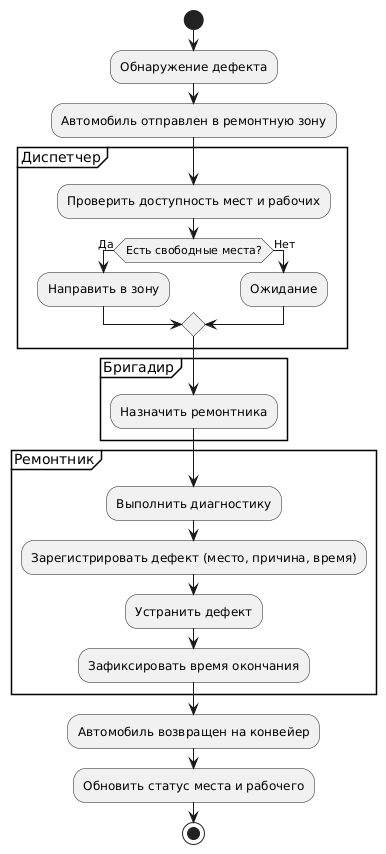 Обнаружение дефекта
Автомобиль отправлен в ремонтную зону
Диспетчер
Проверить доступность мест и рабочих
Есть свободные места?
Да
Нет
Направить в зону
Ожидание
Бригадир
Назначить ремонтника
Ремонтник
Выполнить диагностику
Зарегистрировать дефект (место, причина, время)
Устранить дефект
Зафиксировать время окончания
Автомобиль возвращен на конвейер
Обновить статус места и рабочего